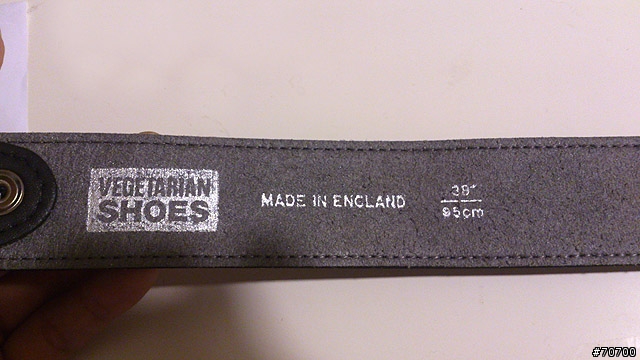 VEGETARIAN
SHOES
MADE IN ENGLAND
38"
95cm
#70700